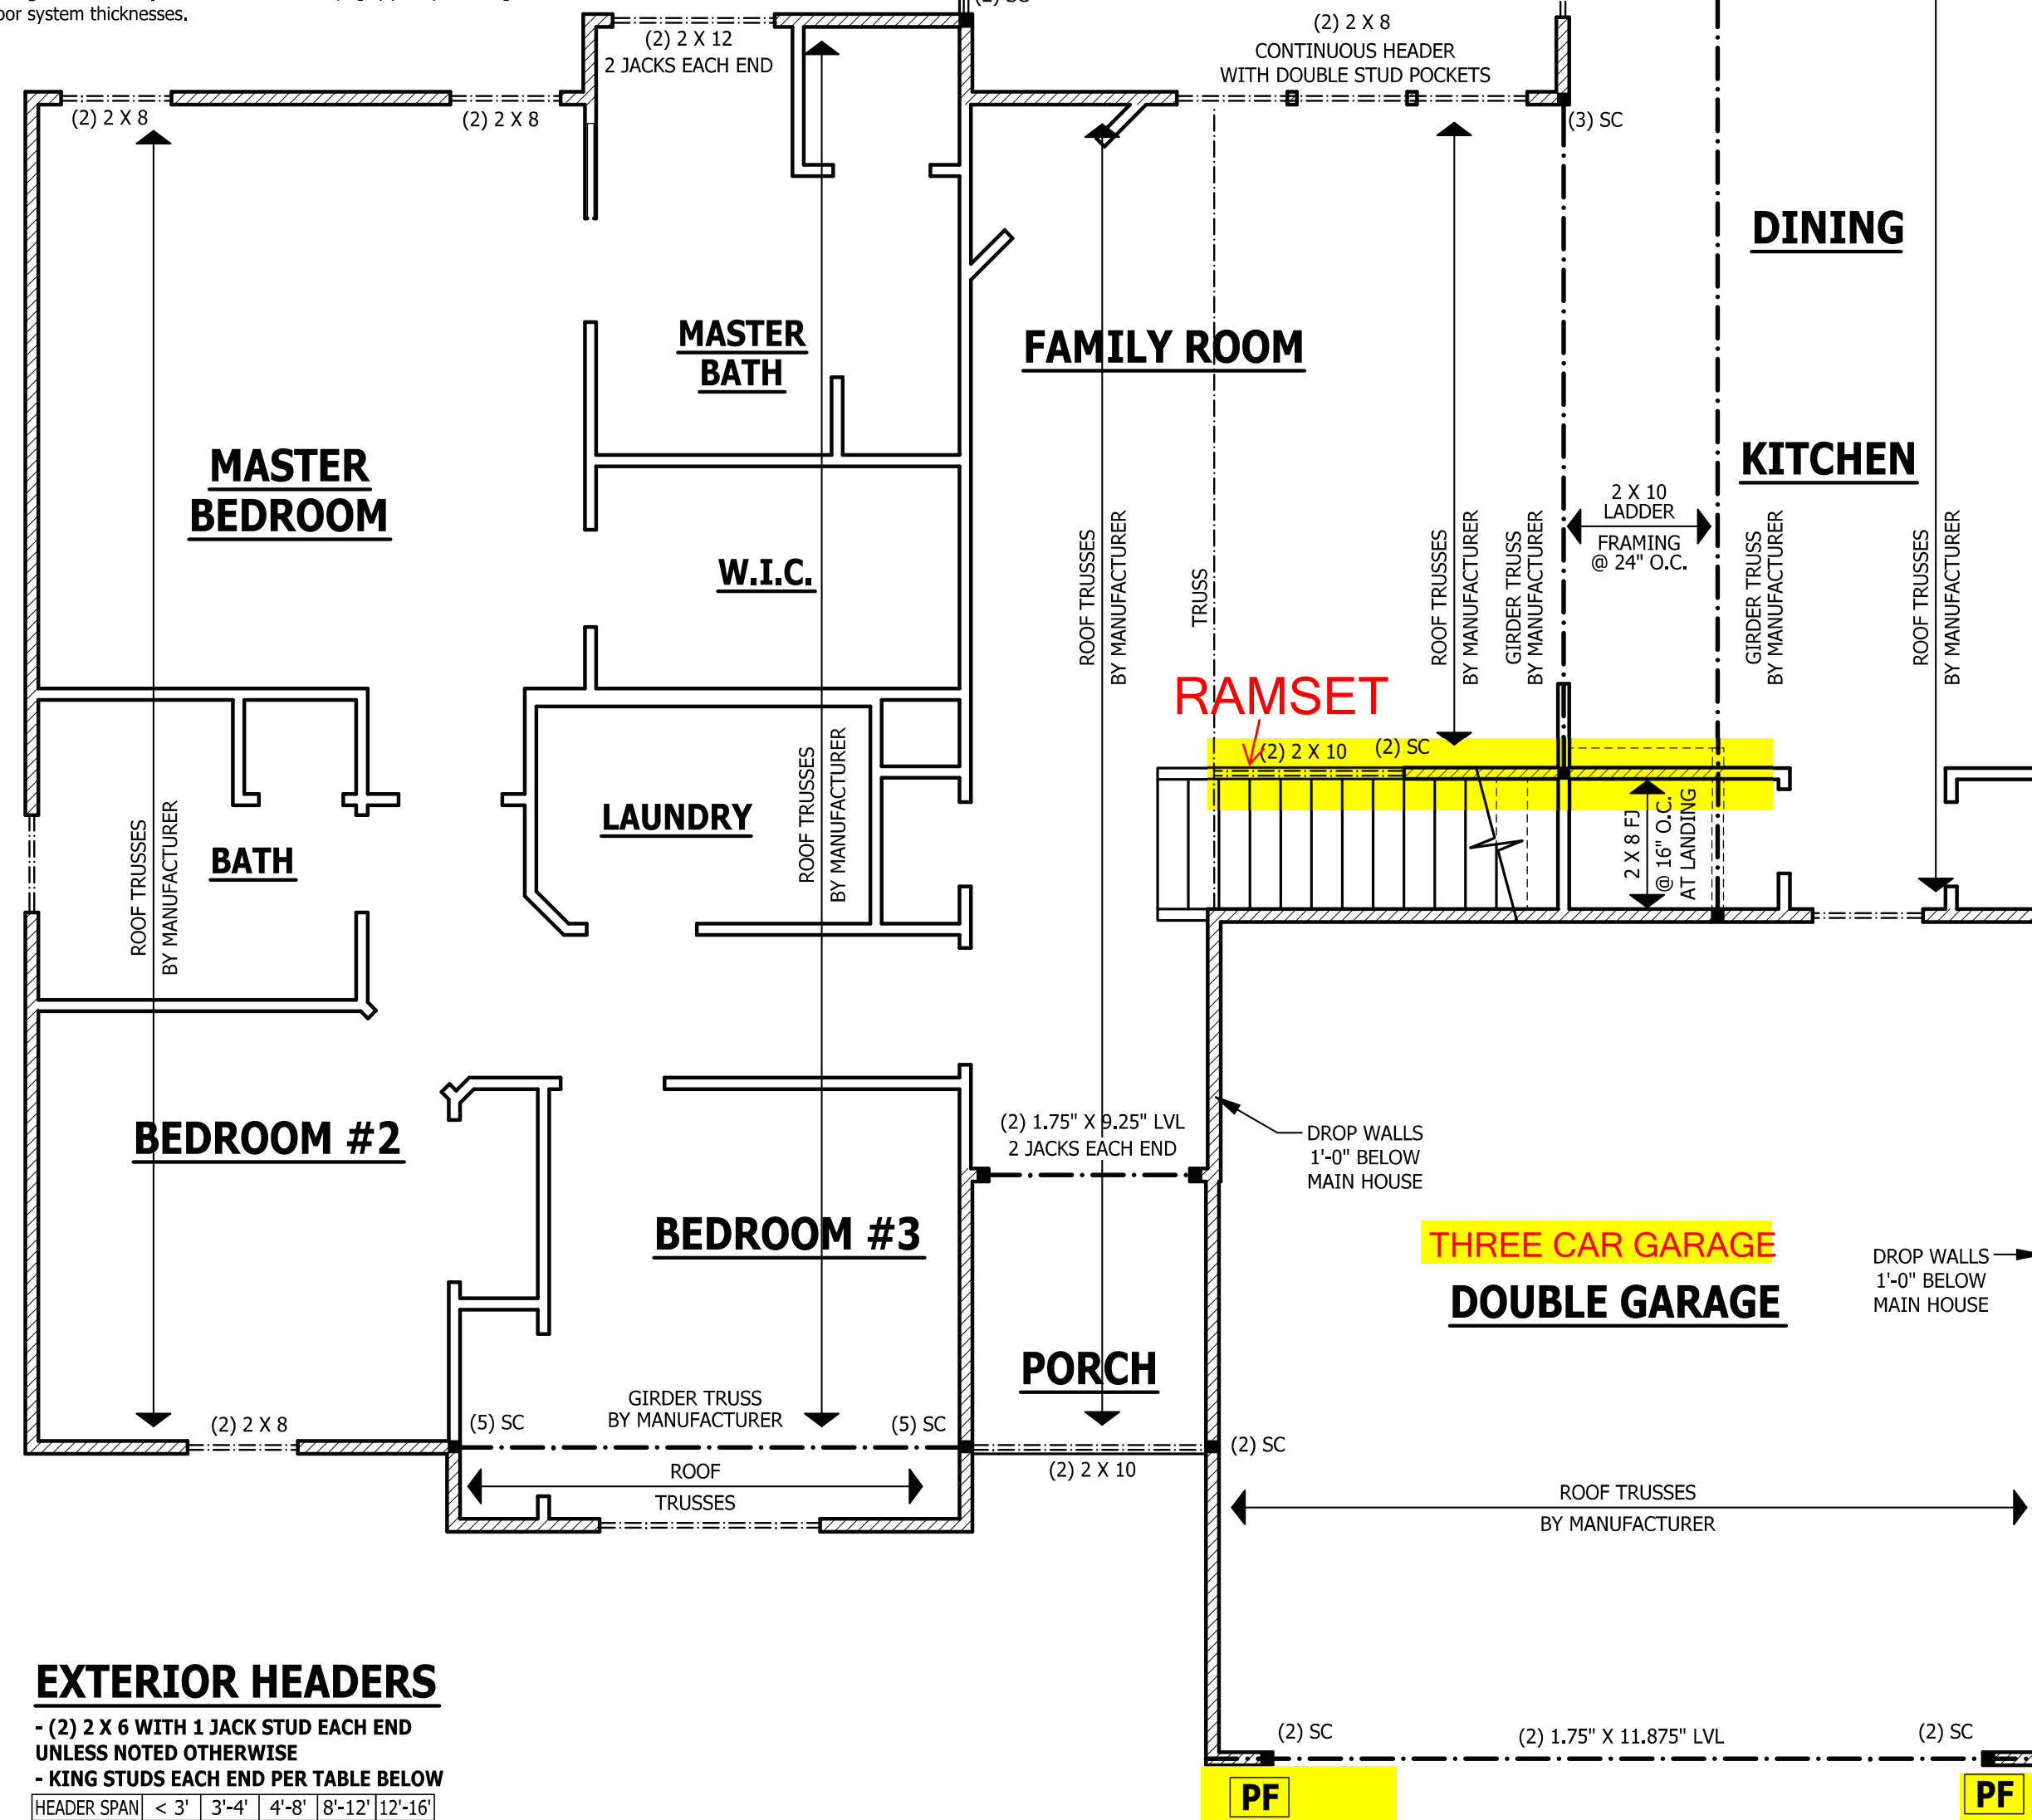 oor system thicknesses.
(2) 2 X 12
2 JACKS EACH END
(2) 2 X 8
CONTINUOUS HEADER
WITH DOUBLE STUD POCKETS
(2) 2 X 8
(2) 2 X 8
(3) SC
DINING
MASTER
BATH
FAMILY ROOM
MASTER
BEDROOM
KITCHEN
2 X 10
LADDER
FRAMING
@ 24" O.C.
W.I.C.
ROOF TRUSSES
BY MANUFACTURER
TRUSS
ROOF TRUSSES
BY MANUFACTURER
GIRDER TRUSS
BY MANUFACTURER
GIRDER TRUSS
BY MANUFACTURER
ROOF TRUSSES
BY MANUFACTURER
RAMSET
(2) 2 X 10
(2) SC
ROOF TRUSSES
BY MANUFACTURER
LAUNDRY
ROOF TRUSSES
BY MANUFACTURER
BATH
2 X 8 FJ
@ 16" O.C.
AT LANDING
BEDROOM #2
(2) 1.75" X 9.25" LVL
2 JACKS EACH END
DROP WALLS
1'-0" BELOW
MAIN HOUSE
BEDROOM #3
THREE CAR GARAGE
DOUBLE GARAGE
DROP WALLS
1'-0" BELOW
MAIN HOUSE
PORCH
(2) 2 X 8
(5) SC
GIRDER TRUSS
BY MANUFACTURER
(5) SC
(2) SC
ROOF
TRUSSES
(2) 2 X 10
ROOF TRUSSES
BY MANUFACTURER
EXTERIOR HEADERS
- (2) 2 X 6 WITH 1 JACK STUD EACH END
UNLESS NOTED OTHERWISE
- KING STUDS EACH END PER TABLE BELOW
HEADER SPAN < 3' 3'-4' 4'-8' 8'-12' 12'-16'
(2) SC
(2) 1.75" X 11.875" LVL
(2) SC
PF
PF